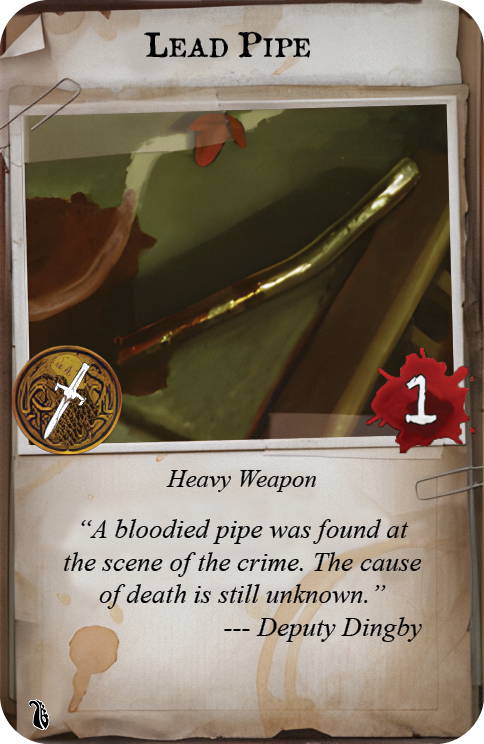 Lead Pipe
1
Heavy Weapon
“A bloodied pipe was found at
the scene of the crime. The cause
of death is still unknown.”
--- Deputy Dingby